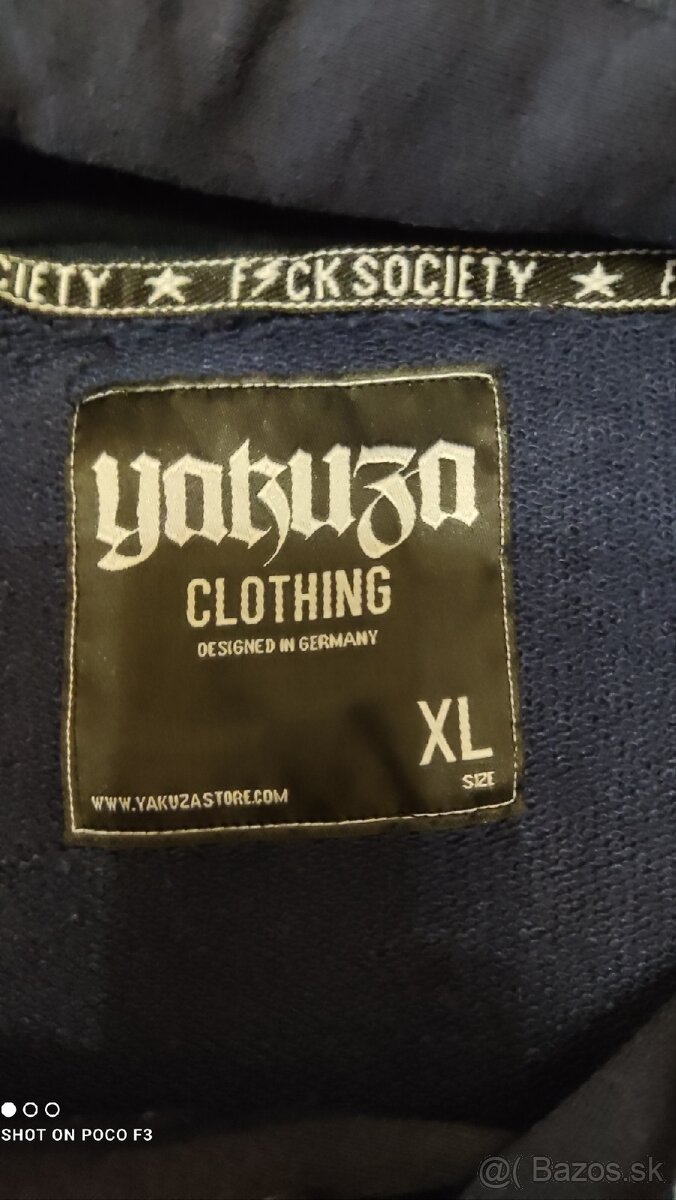 CIETY ★ F⚡CK SOCIETY ★ F
yakuza
CLOTHING
DESIGNED IN GERMANY
XL
SIZE
WWW.YAKUZASTORE.COM
SHOT ON POCO F3
@( Bazos.sk